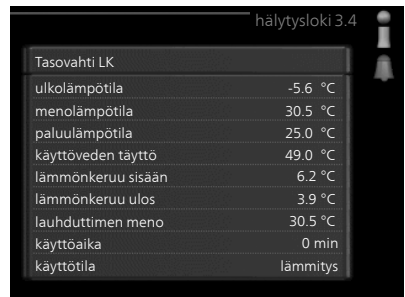 hälytysloki 3.4
Tasovahti LK
ulkolämpötila -5.6 °C
menolämpötila 30.5 °C
paluulämpötila 25.0 °C
käyttöveden täyttö 49.0 °C
lämmönkeruu sisään 6.2 °C
lämmönkeruu ulos 3.9 °C
lauhduttimen meno 30.5 °C
käyttöaika 0 min
käyttötila lämmitys